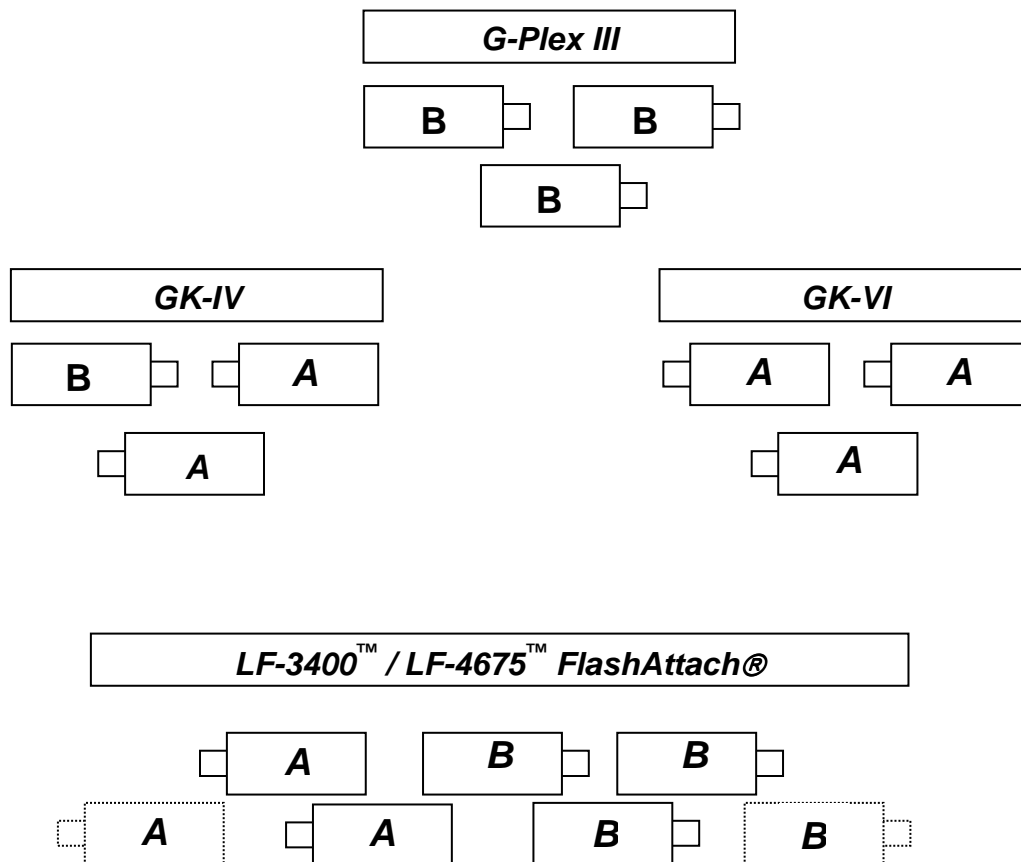 G-Plex III
B B
B
GK-IV GK-VI
B A A A
A A
LF-3400™ / LF-4675™ FlashAttach®
A B B
A A B B